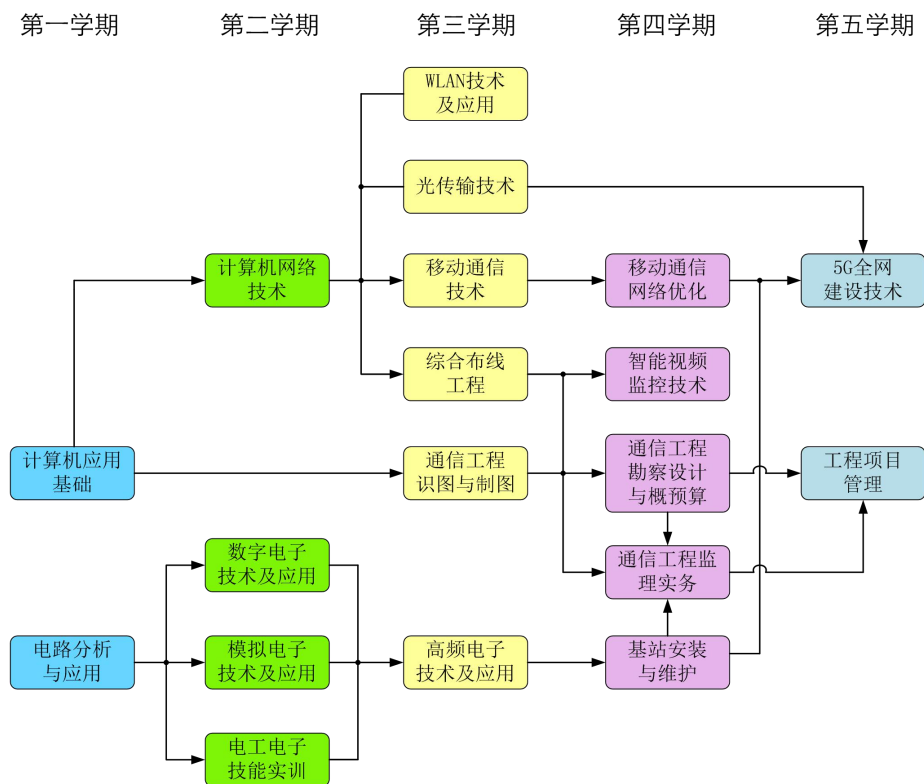 第一学期
第二学期
第三学期
第四学期
第五学期
WLAN技术
及应用
光传输技术
计算机网络
技术
移动通信
技术
移动通信
网络优化
5G全网
建设技术
综合布线
工程
智能视频
监控技术
计算机应用
基础
通信工程
识图与制图
通信工程
勘察设计
与概预算
工程项目
管理
数字电子
技术及应用
通信工程监
理实务
电路分析
与应用
模拟电子
技术及应用
高频电子
技术及应用
基站安装
与维护
电工电子
技能实训